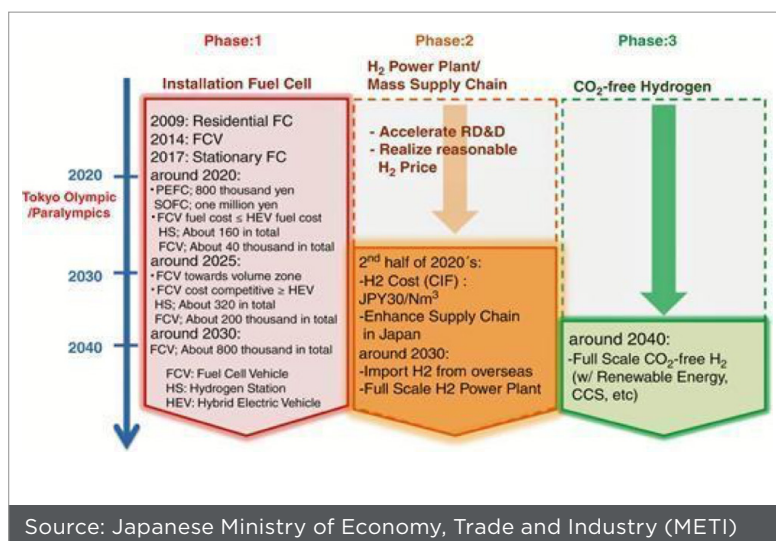 Phase:1
Installation Fuel Cell
2009: Residential FC
2014: FCV
2017: Stationary FC
around 2020:
・PEFC; 800 thousand yen
SOFC; one million yen
・FCV fuel cost ≤ HEV fuel cost
HS; About 160 in total
FCV; About 40 thousand in total
around 2025:
・FCV towards volume zone
・FCV cost competitive ≥ HEV
HS; About 320 in total
FCV; About 200 thousand in total
around 2030:
FCV; About 800 thousand in total
FCV: Fuel Cell Vehicle
HS: Hydrogen Station
HEV: Hybrid Electric Vehicle
Phase:2
H₂ Power Plant/
Mass Supply Chain
- Accelerate RD&D
- Realize reasonable
H₂ Price
2nd half of 2020´s:
-H2 Cost (CIF) :
JPY30/Nm³
-Enhance Supply Chain
in Japan
around 2030:
-Import H2 from overseas
-Full Scale H2 Power Plant
Phase:3
CO₂-free Hydrogen
around 2040:
-Full Scale CO₂-free H₂
(w/ Renewable Energy,
CCS, etc)
2020
Tokyo Olympic
/Paralympics
2030
2040
Source: Japanese Ministry of Economy, Trade and Industry (METI)